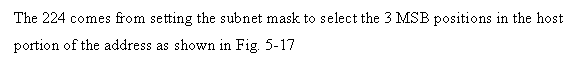 The 224 comes from setting the subnet mask to select the 3 MSB positions in the host
portion of the address as shown in Fig. 5-17